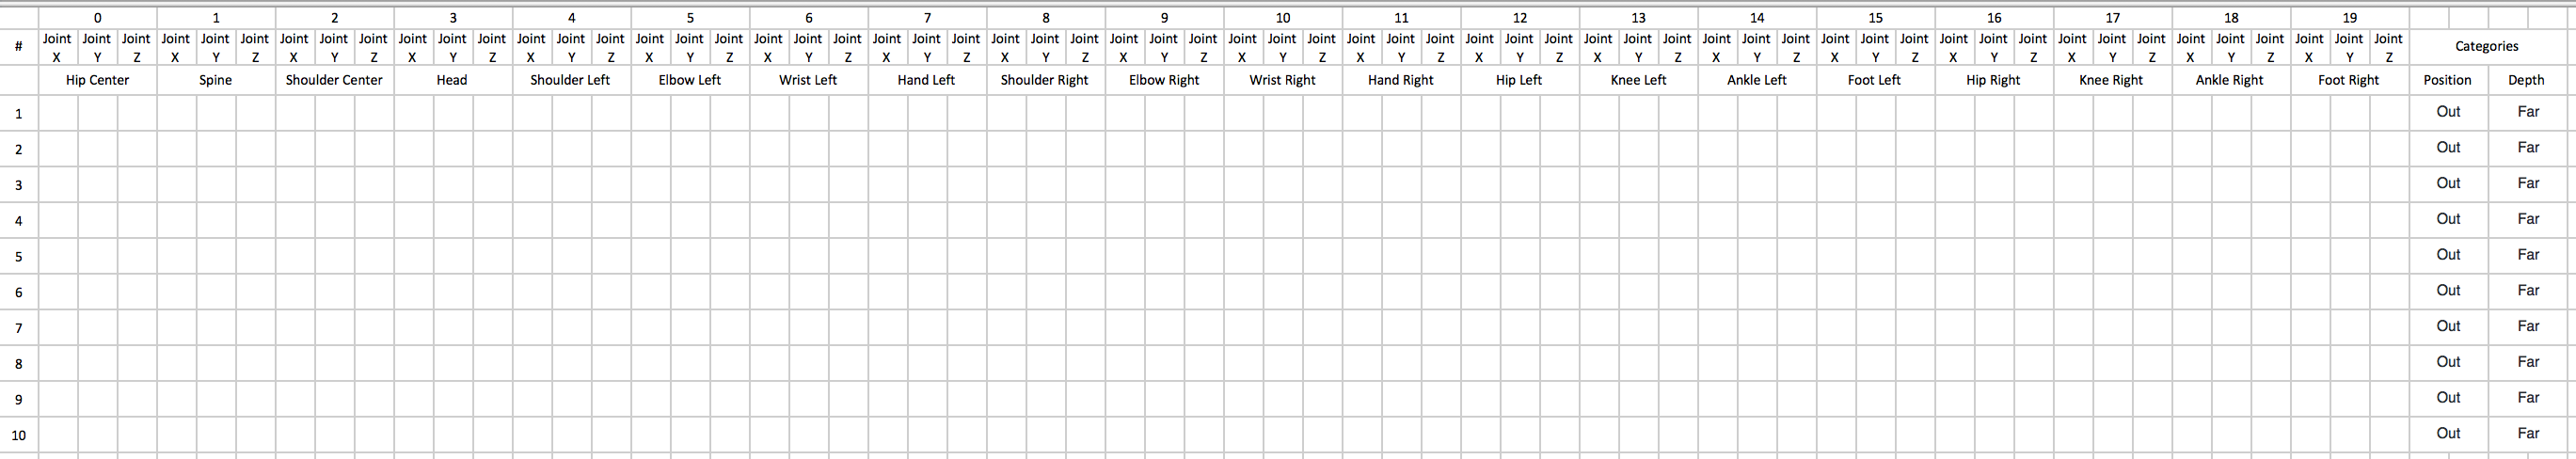 0 1 2 3 4 5 6 7 8 9 10 11 12 13 14 15 16 17 18 19
# Joint X Joint Y Joint Z Joint X Joint Y Joint Z Joint X Joint Y Joint Z Joint X Joint Y Joint Z Joint X Joint Y Joint Z Joint X Joint Y Joint Z Joint X Joint Y Joint Z Joint X Joint Y Joint Z Joint X Joint Y Joint Z Joint X Joint Y Joint Z Joint X Joint Y Joint Z Joint X Joint Y Joint Z Joint X Joint Y Joint Z Joint X Joint Y Joint Z Joint X Joint Y Joint Z Joint X Joint Y Joint Z Joint X Joint Y Joint Z Joint X Joint Y Joint Z Joint X Joint Y Joint Z Joint X Joint Y Joint Z Categories
Hip Center Spine Shoulder Center Head Shoulder Left Elbow Left Wrist Left Hand Left Shoulder Right Elbow Right Wrist Right Hand Right Hip Left Knee Left Ankle Left Foot Left Hip Right Knee Right Ankle Right Foot Right Position Depth
1 Out Far
2 Out Far
3 Out Far
4 Out Far
5 Out Far
6 Out Far
7 Out Far
8 Out Far
9 Out Far
10 Out Far